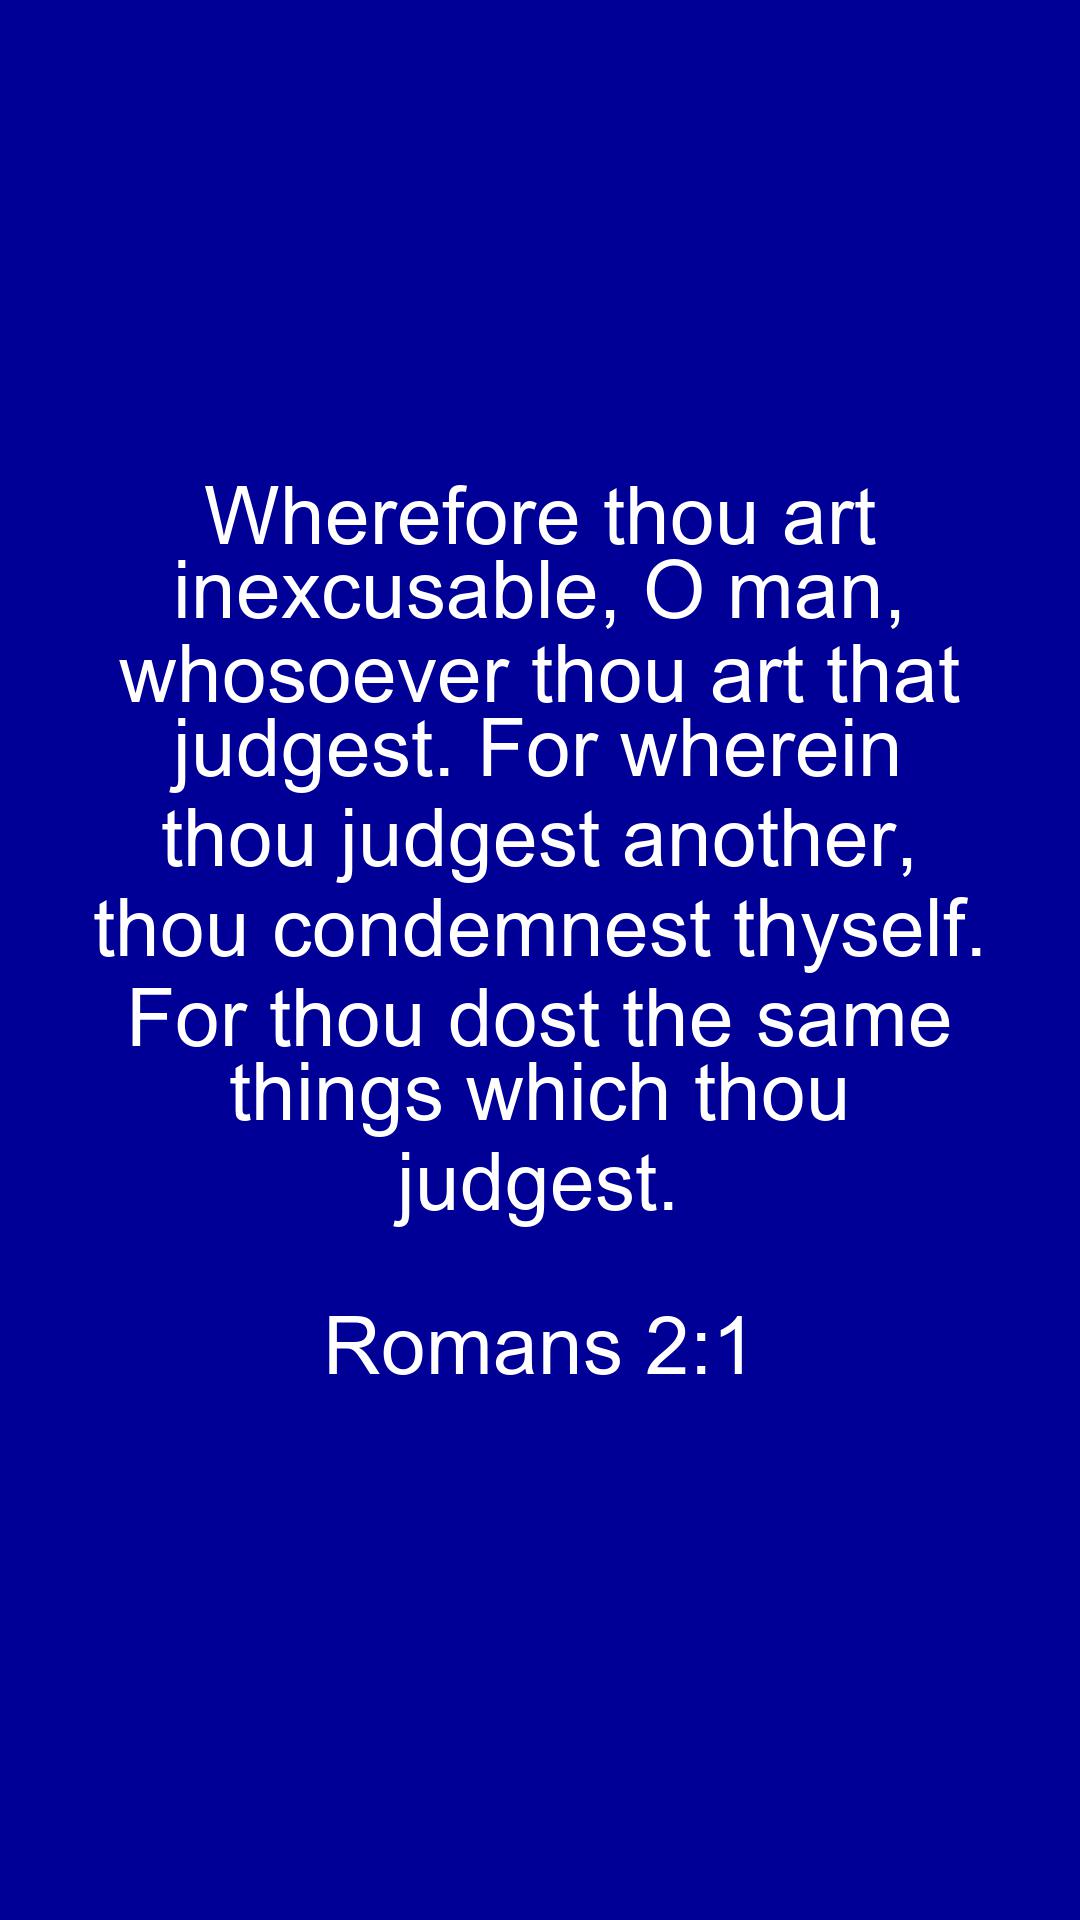 Wherefore thou art
inexcusable, O man,
whosoever thou art that
judgest. For wherein
thou judgest another,
thou condemnest thyself.
For thou dost the same
things which thou
judgest.
Romans 2:1